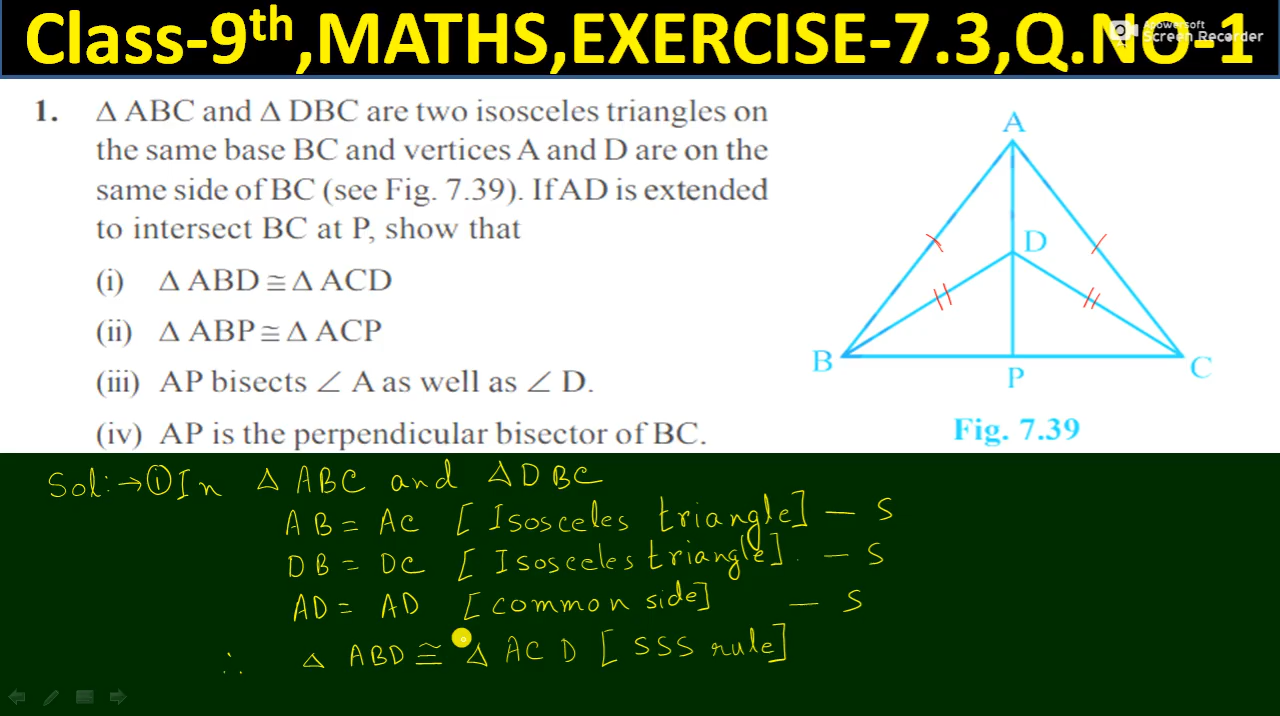 Class-9th,MATHS,EXERCISE-7.3,Q.NO-1
Apowersoft
Screen Recorder
1. Δ ABC and Δ DBC are two isosceles triangles on
the same base BC and vertices A and D are on the
same side of BC (see Fig. 7.39). If AD is extended
to intersect BC at P, show that
(i) Δ ABD ≅ Δ ACD
(ii) Δ ABP ≅ Δ ACP
(iii) AP bisects ∠ A as well as ∠ D.
(iv) AP is the perpendicular bisector of BC.
A
D
B
P
C
Fig. 7.39
Sol:→ ① In Δ ABC and Δ DBC
AB = AC [Isosceles triangle] — S
DB = DC [Isosceles triangle]. — S
AD = AD [common side] — S
∴ Δ ABD ≅ Δ ACD [SSS rule]